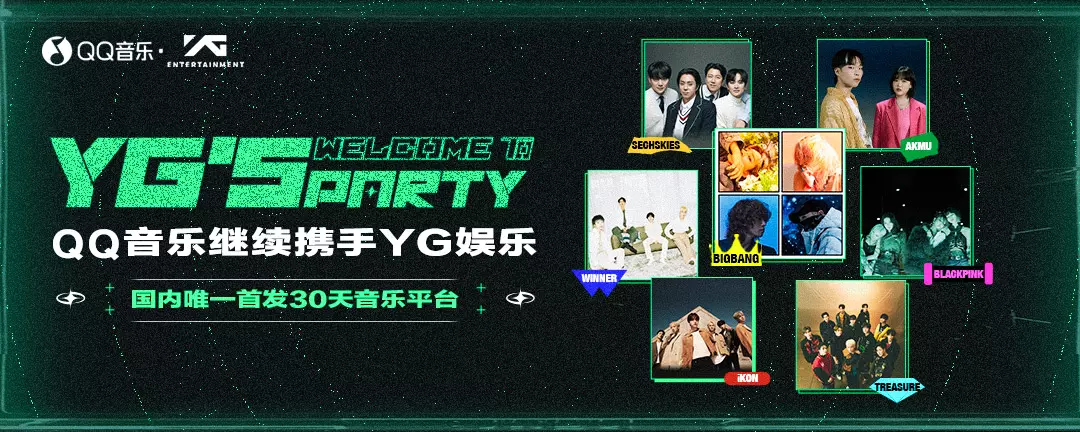 QQ音乐·
YG
ENTERTAINMENT
WELCOME TO
YG'S
PARTY
QQ音乐继续携手YG娱乐
国内唯一首发30天音乐平台
SECHSKIES
AKMU
BIGBANG
WINNER
BLACKPINK
iKON
TREASURE